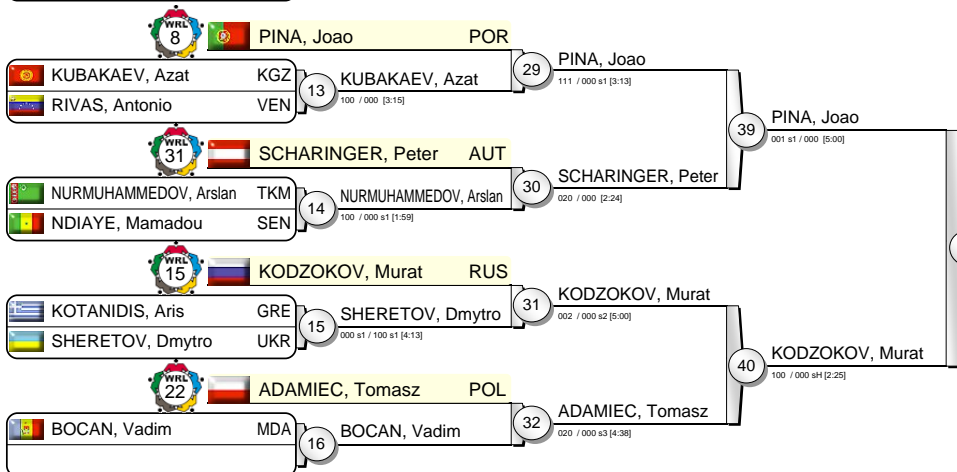 WRL
8
PINA, Joao POR
KUBAKAEV, Azat KGZ
RIVAS, Antonio VEN
13
KUBAKAEV, Azat
100 / 000 [3:15]
29
PINA, Joao
111 / 000 s1 [3:13]
WRL
31
SCHARINGER, Peter AUT
NURMUHAMMEDOV, Arslan TKM
NDIAYE, Mamadou SEN
14
NURMUHAMMEDOV, Arslan
100 / 000 s1 [1:59]
30
SCHARINGER, Peter
020 / 000 [2:24]
39
PINA, Joao
001 s1 / 000 [5:00]
WRL
15
KODZOKOV, Murat RUS
KOTANIDIS, Aris GRE
SHERETOV, Dmytro UKR
15
SHERETOV, Dmytro
000 s1 / 100 s1 [4:13]
31
KODZOKOV, Murat
002 / 000 s2 [5:00]
WRL
22
ADAMIEC, Tomasz POL
BOCAN, Vadim MDA
16
BOCAN, Vadim
32
ADAMIEC, Tomasz
020 / 000 s3 [4:38]
40
KODZOKOV, Murat
100 / 000 sH [2:25]